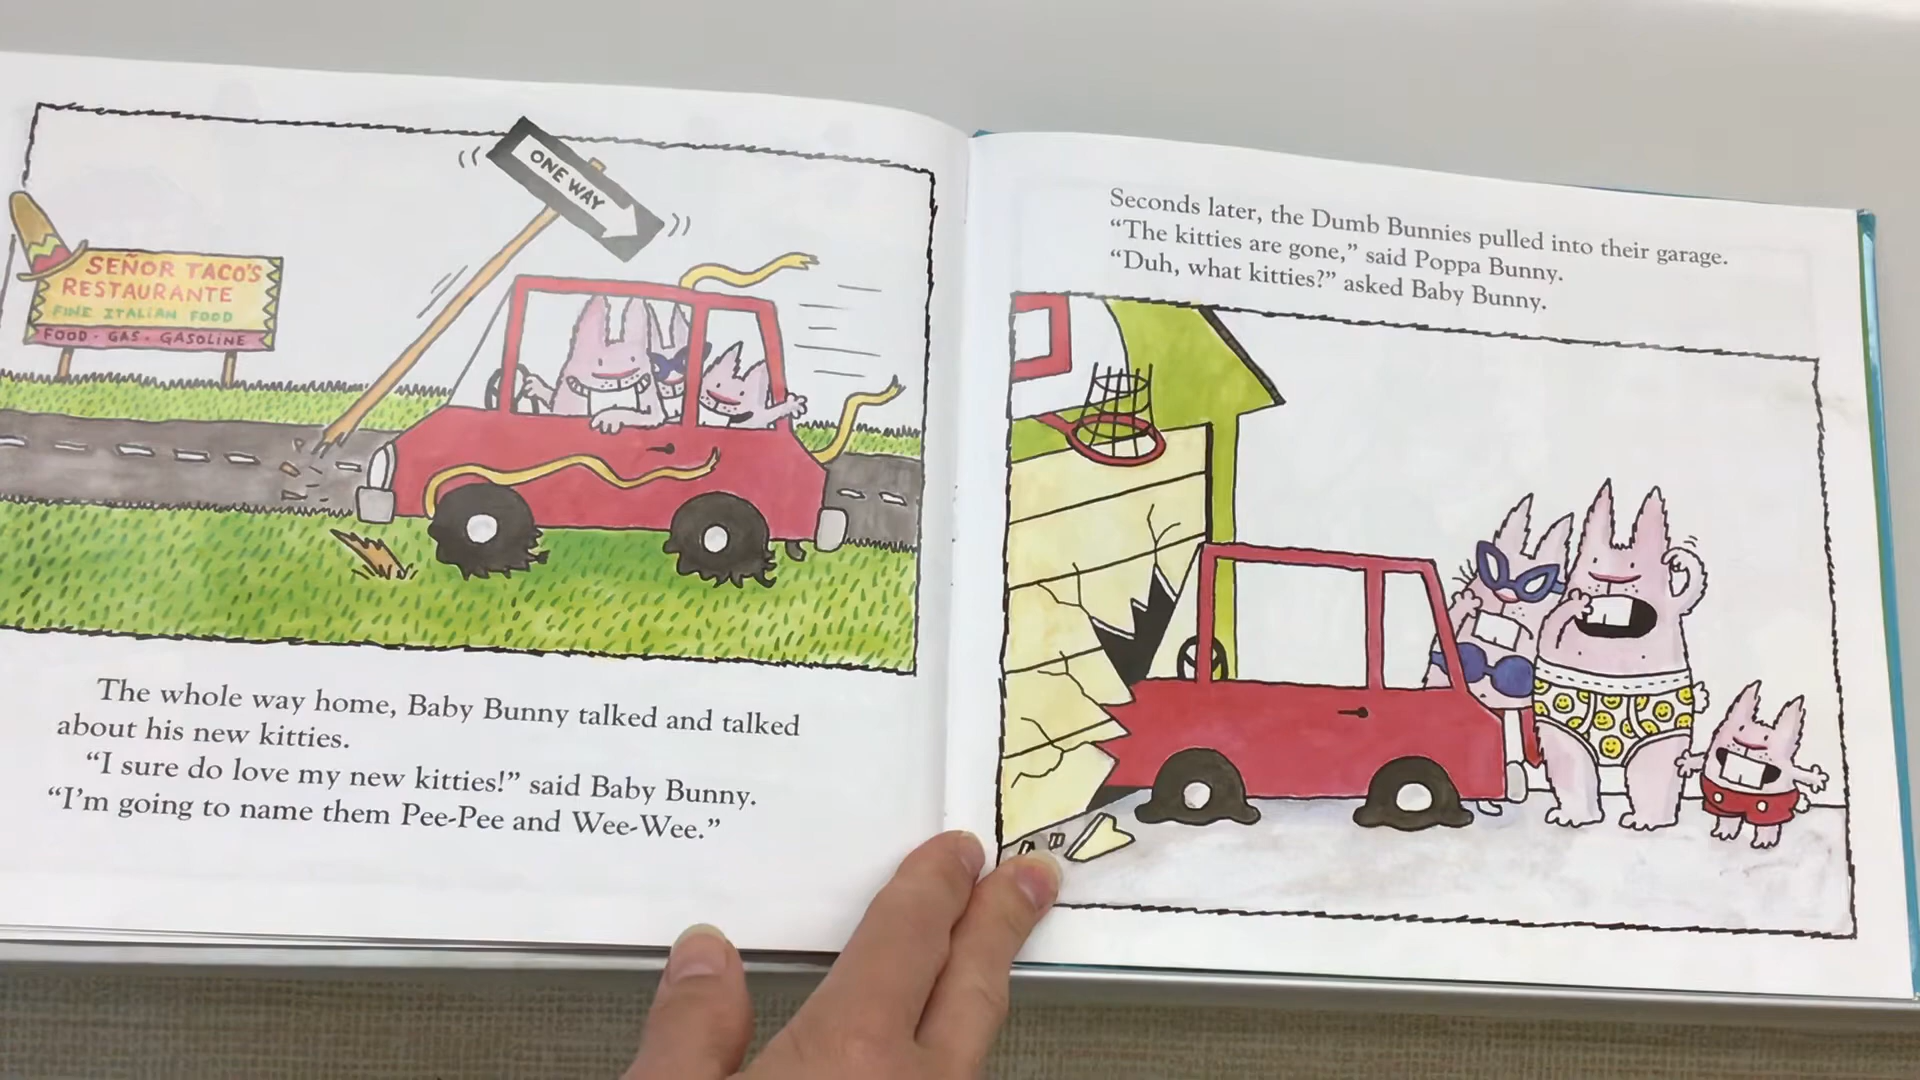 ONE WAY
SEÑOR TACO'S
RESTAURANTE
FINE ITALIAN FOOD
FOOD - GAS - GASOLINE
The whole way home, Baby Bunny talked and talked
about his new kitties.
“I sure do love my new kitties!” said Baby Bunny.
“I’m going to name them Pee-Pee and Wee-Wee.”
Seconds later, the Dumb Bunnies pulled into their garage.
“The kitties are gone,” said Poppa Bunny.
“Duh, what kitties?” asked Baby Bunny.